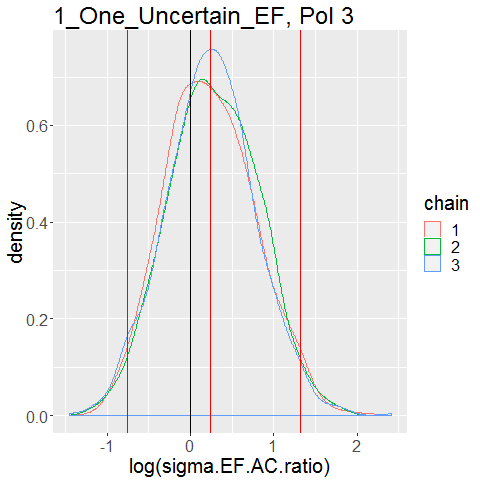 1_One_Uncertain_EF, Pol 3
0.6
0.4
0.2
0.0
density
-1
0
1
2
log(sigma.EF.AC.ratio)
chain
1
2
3